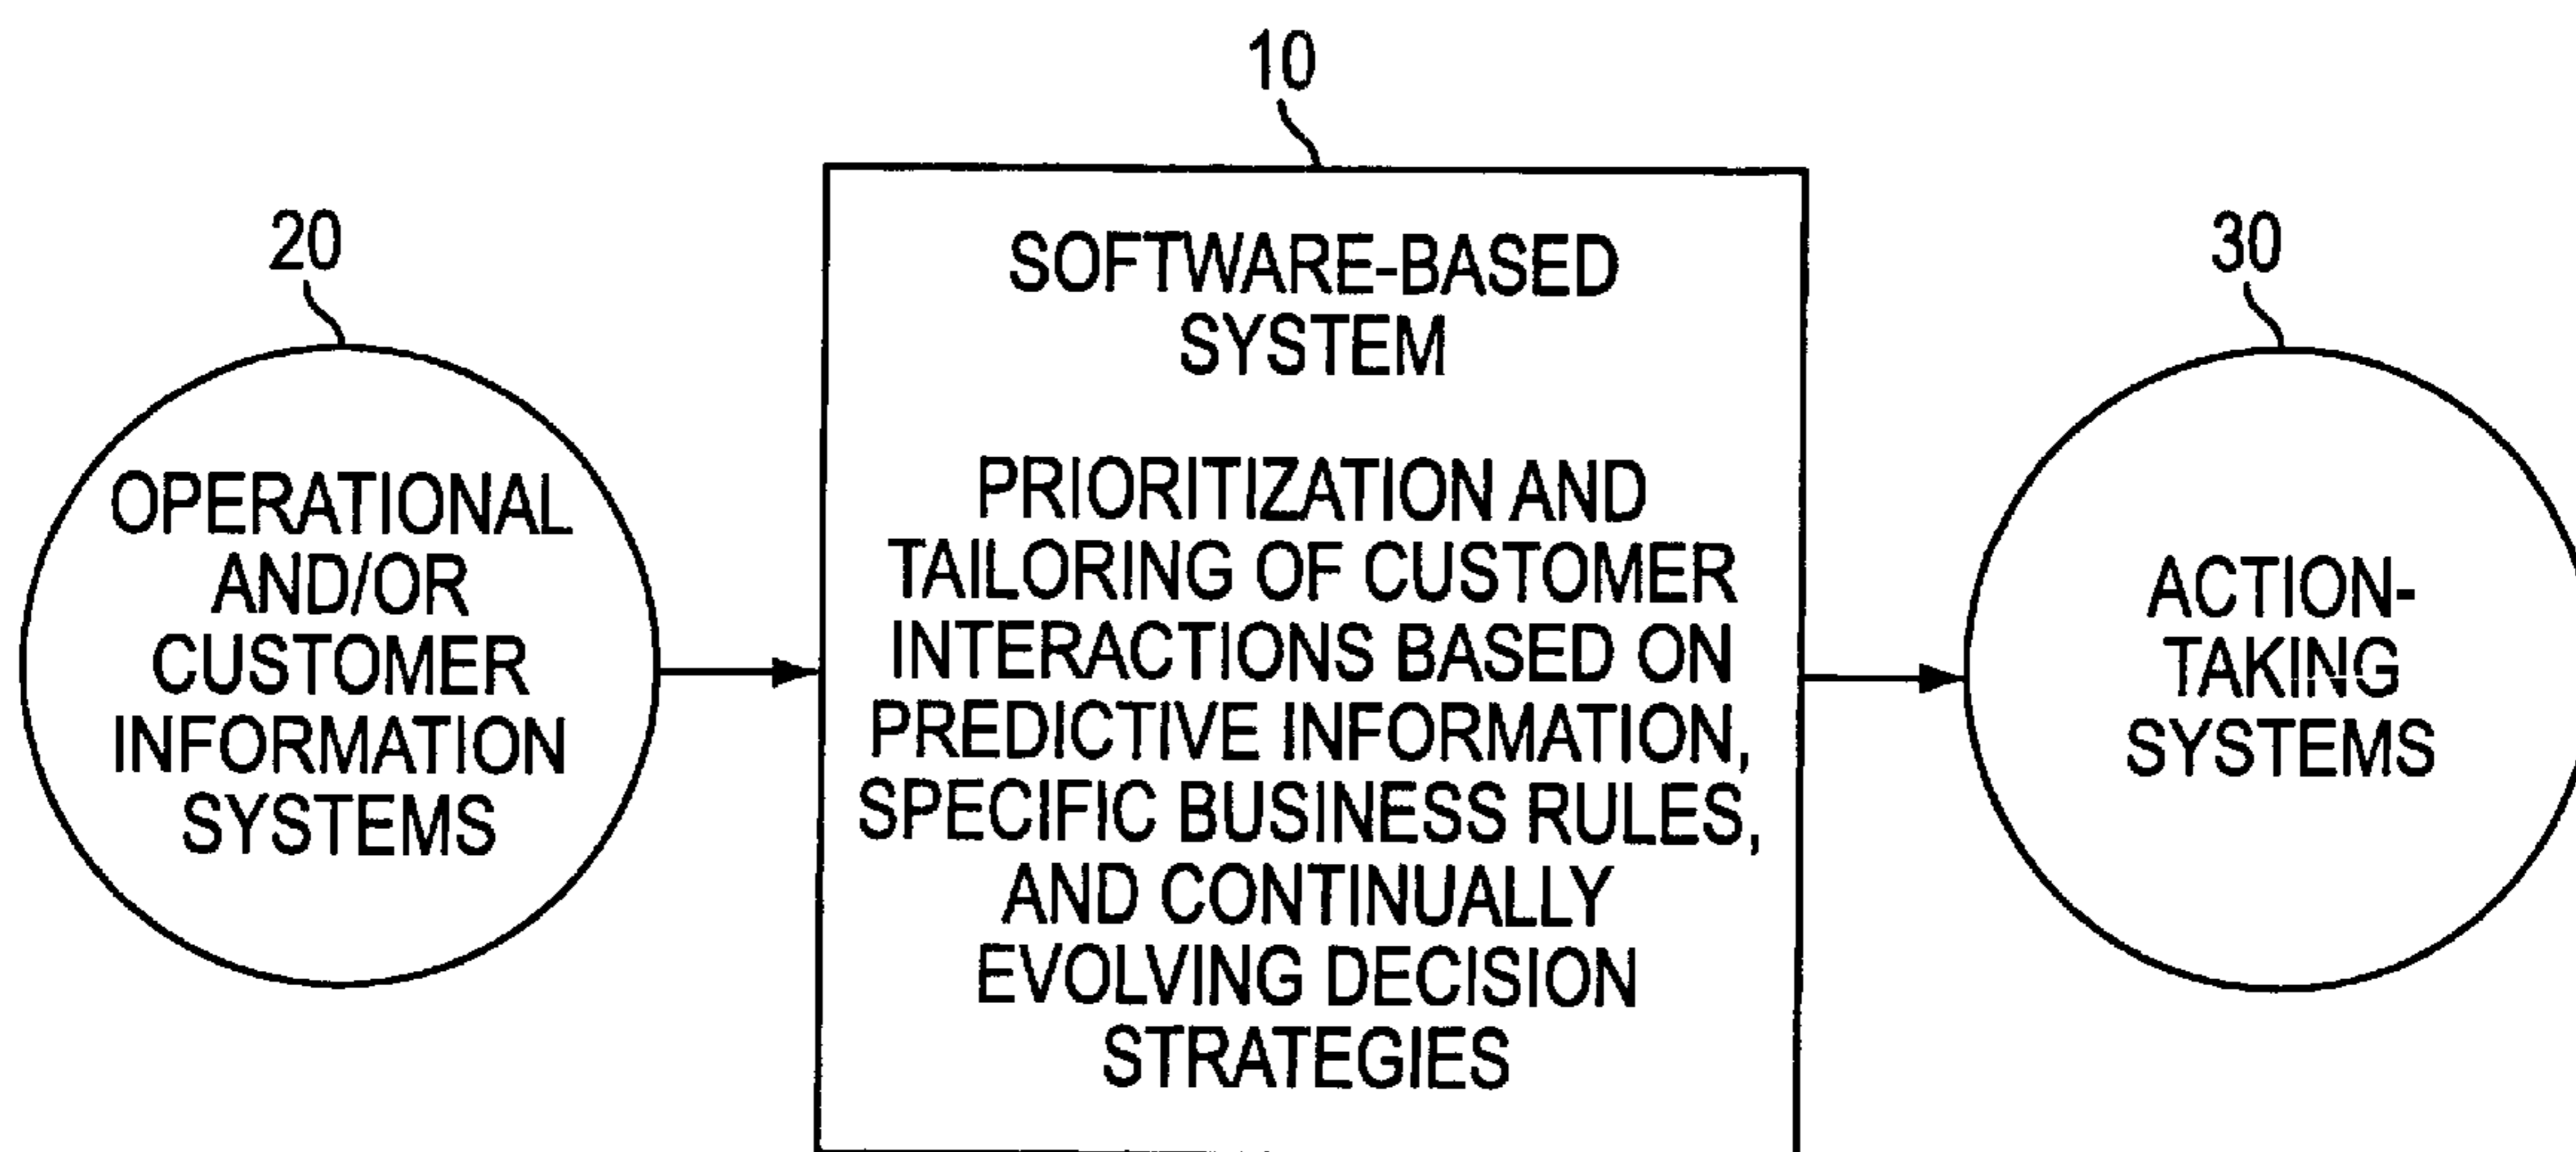 10
20
30
OPERATIONAL
AND/OR
CUSTOMER
INFORMATION
SYSTEMS
SOFTWARE-BASED
SYSTEM
PRIORITIZATION AND
TAILORING OF CUSTOMER
INTERACTIONS BASED ON
PREDICTIVE INFORMATION,
SPECIFIC BUSINESS RULES,
AND CONTINUALLY
EVOLVING DECISION
STRATEGIES
ACTION-
TAKING
SYSTEMS